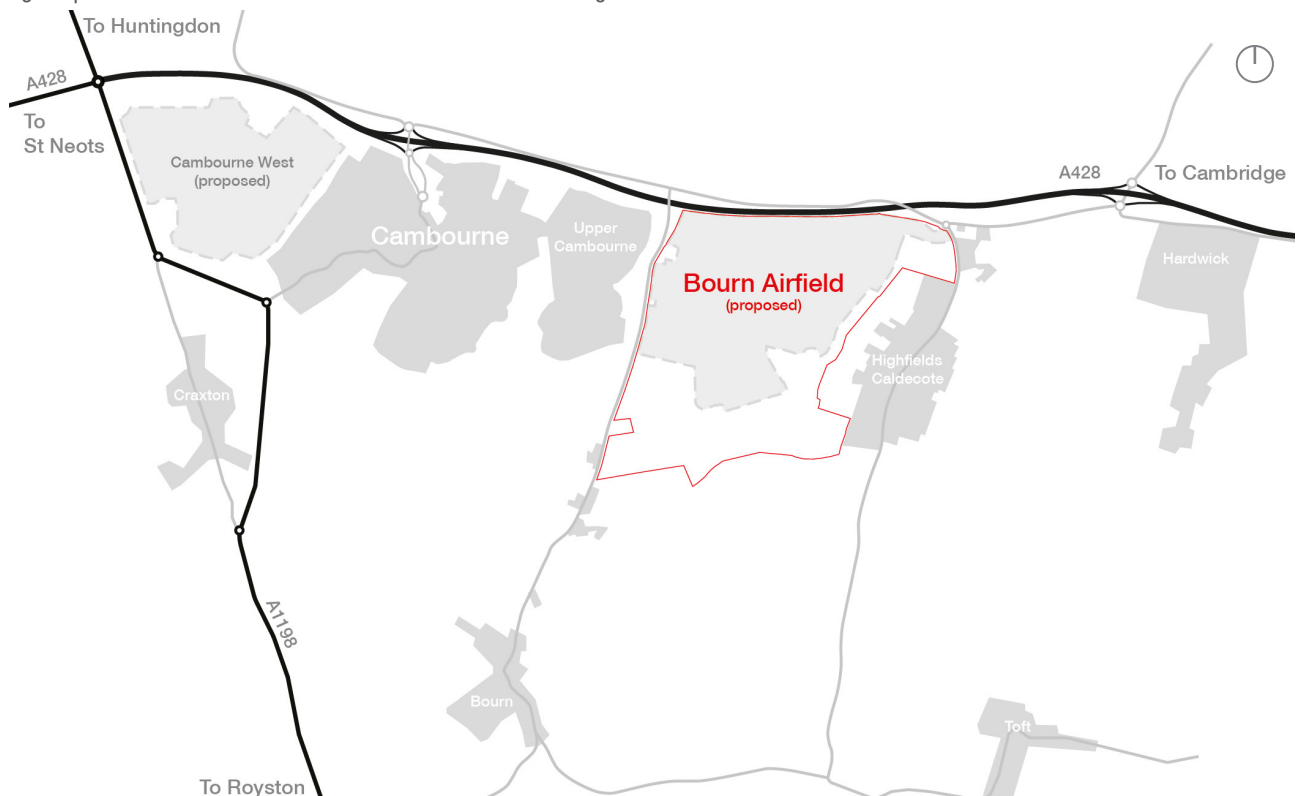 To Huntingdon
A428
To
St Neots
Cambourne West
(proposed)
Cambourne
Upper
Cambourne
Bourn Airfield
(proposed)
A428
To Cambridge
Hardwick
Highfields
Caldecote
Craxton
A1198
Bourn
Toft
To Royston